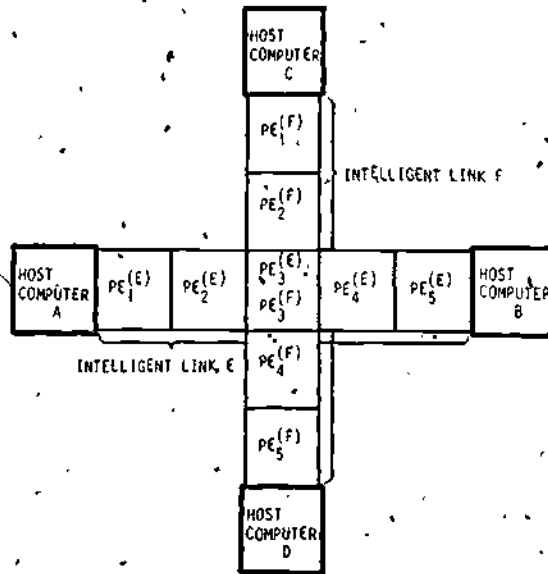 HOST
COMPUTER
C
PE₁(F)
INTELLIGENT LINK F
PE₂(F)
HOST
COMPUTER
A
PE₁(E)
PE₂(E)
PE₃(E)
PE₃(F)
PE₄(E)
PE₅(E)
HOST
COMPUTER
B
INTELLIGENT LINK E
PE₄(F)
PE₅(F)
HOST
COMPUTER
D